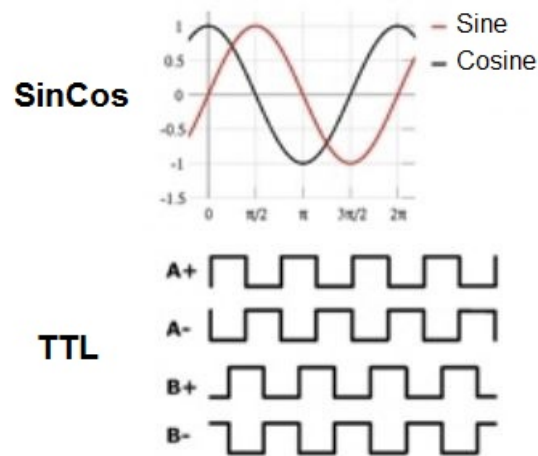 SinCos
1
0.5
0
-0.5
-1
-1.5
0 π/2 π 3π/2 2π
Sine
Cosine
TTL
A+
A-
B+
B-